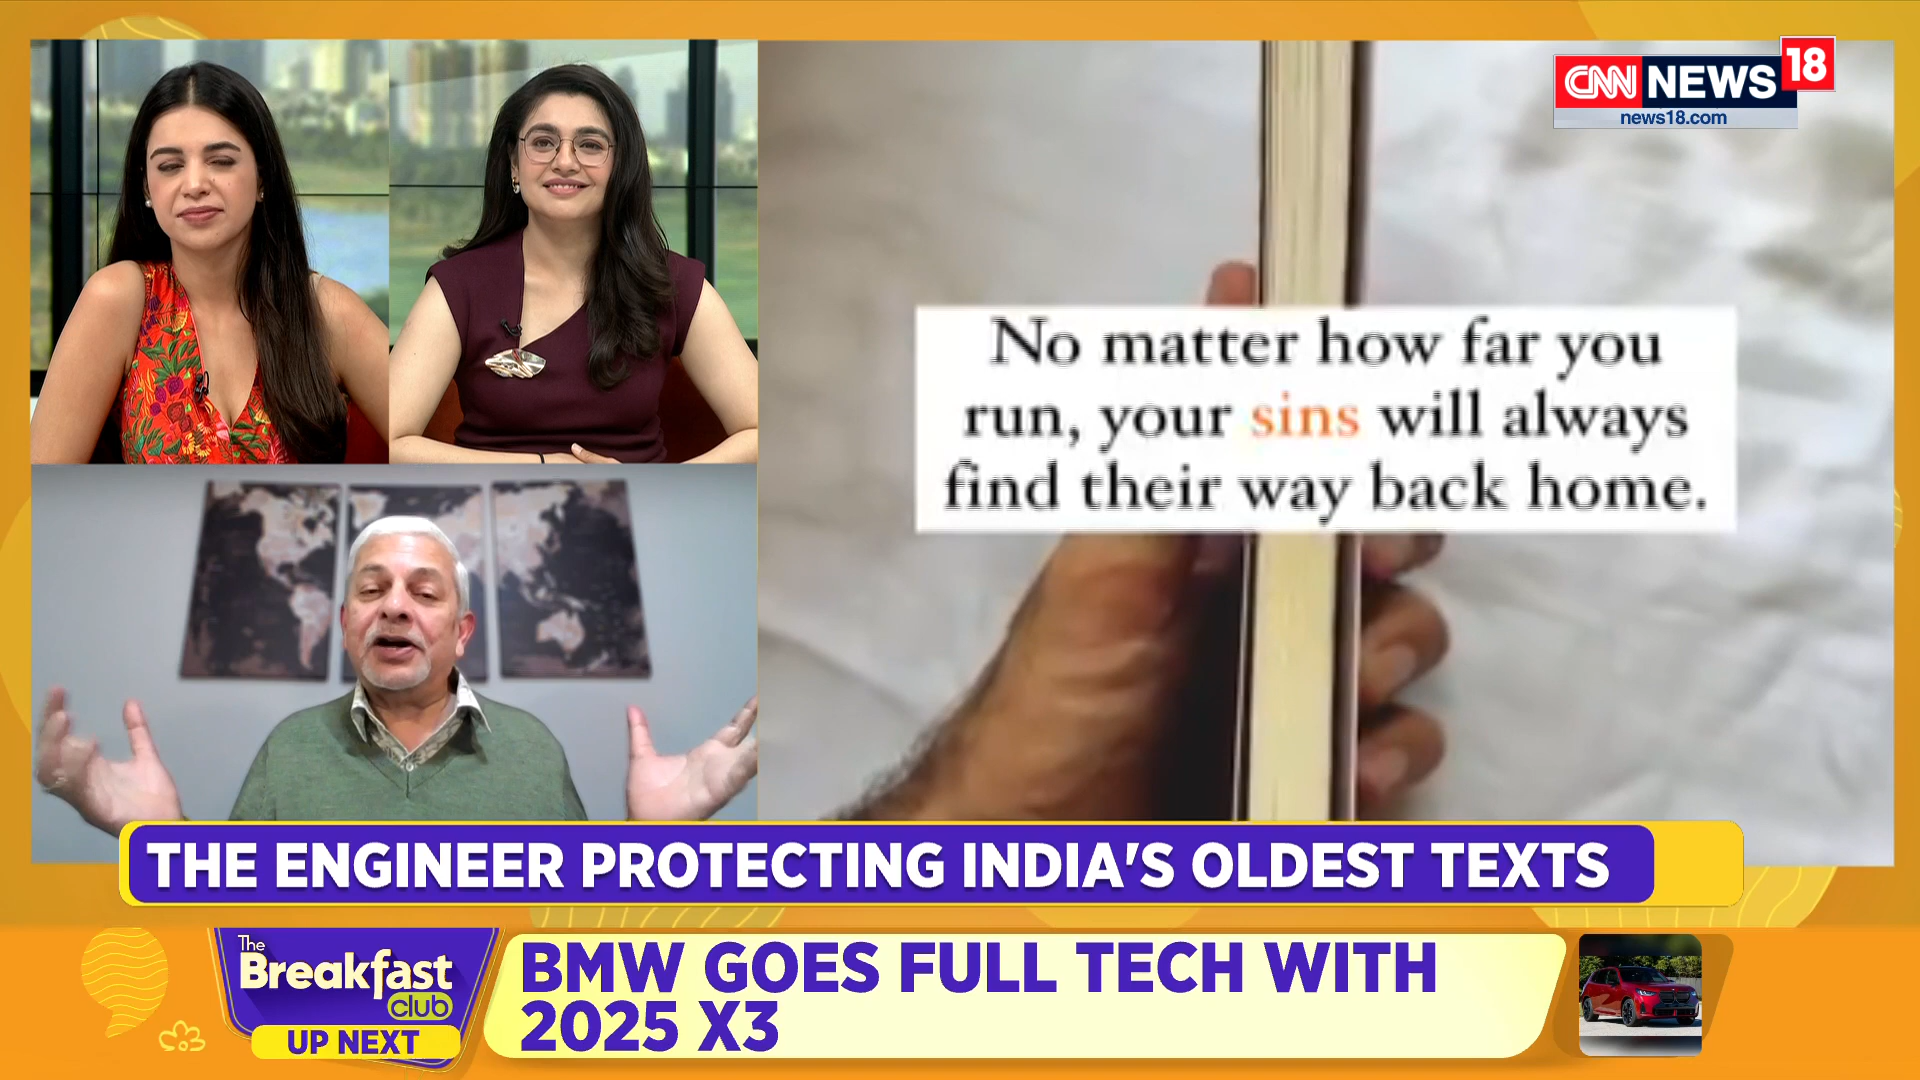 CNN NEWS 18
news18.com
No matter how far you
run, your sins will always
find their way back home.
THE ENGINEER PROTECTING INDIA'S OLDEST TEXTS
The
Breakfast
club
UP NEXT
BMW GOES FULL TECH WITH
2025 X3